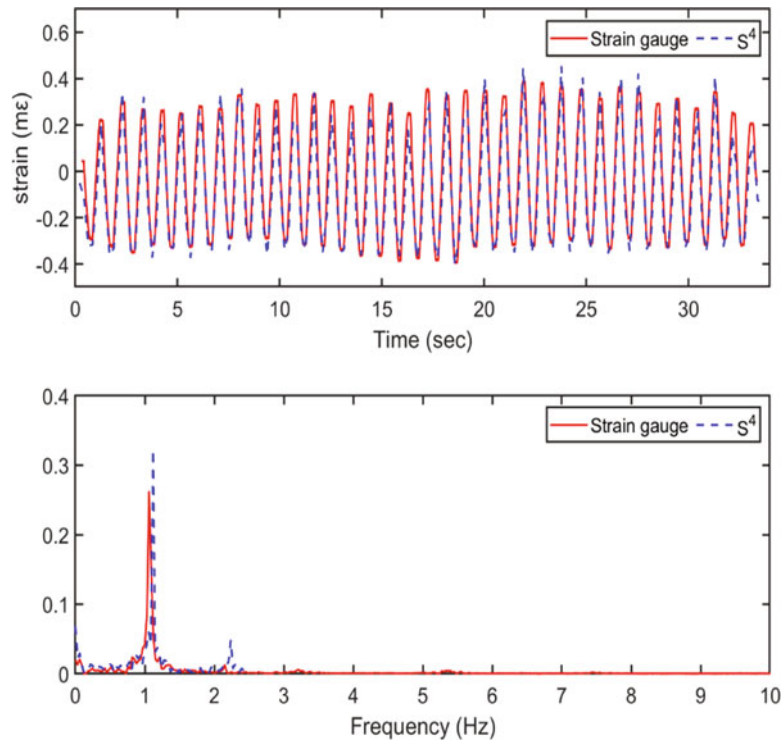 0.6
Strain gauge S⁴
0.4
0.2
0
-0.2
-0.4
strain (mε)
0 5 10 15 20 25 30
Time (sec)
0.4
Strain gauge S⁴
0.3
0.2
0.1
0
0 1 2 3 4 5 6 7 8 9 10
Frequency (Hz)